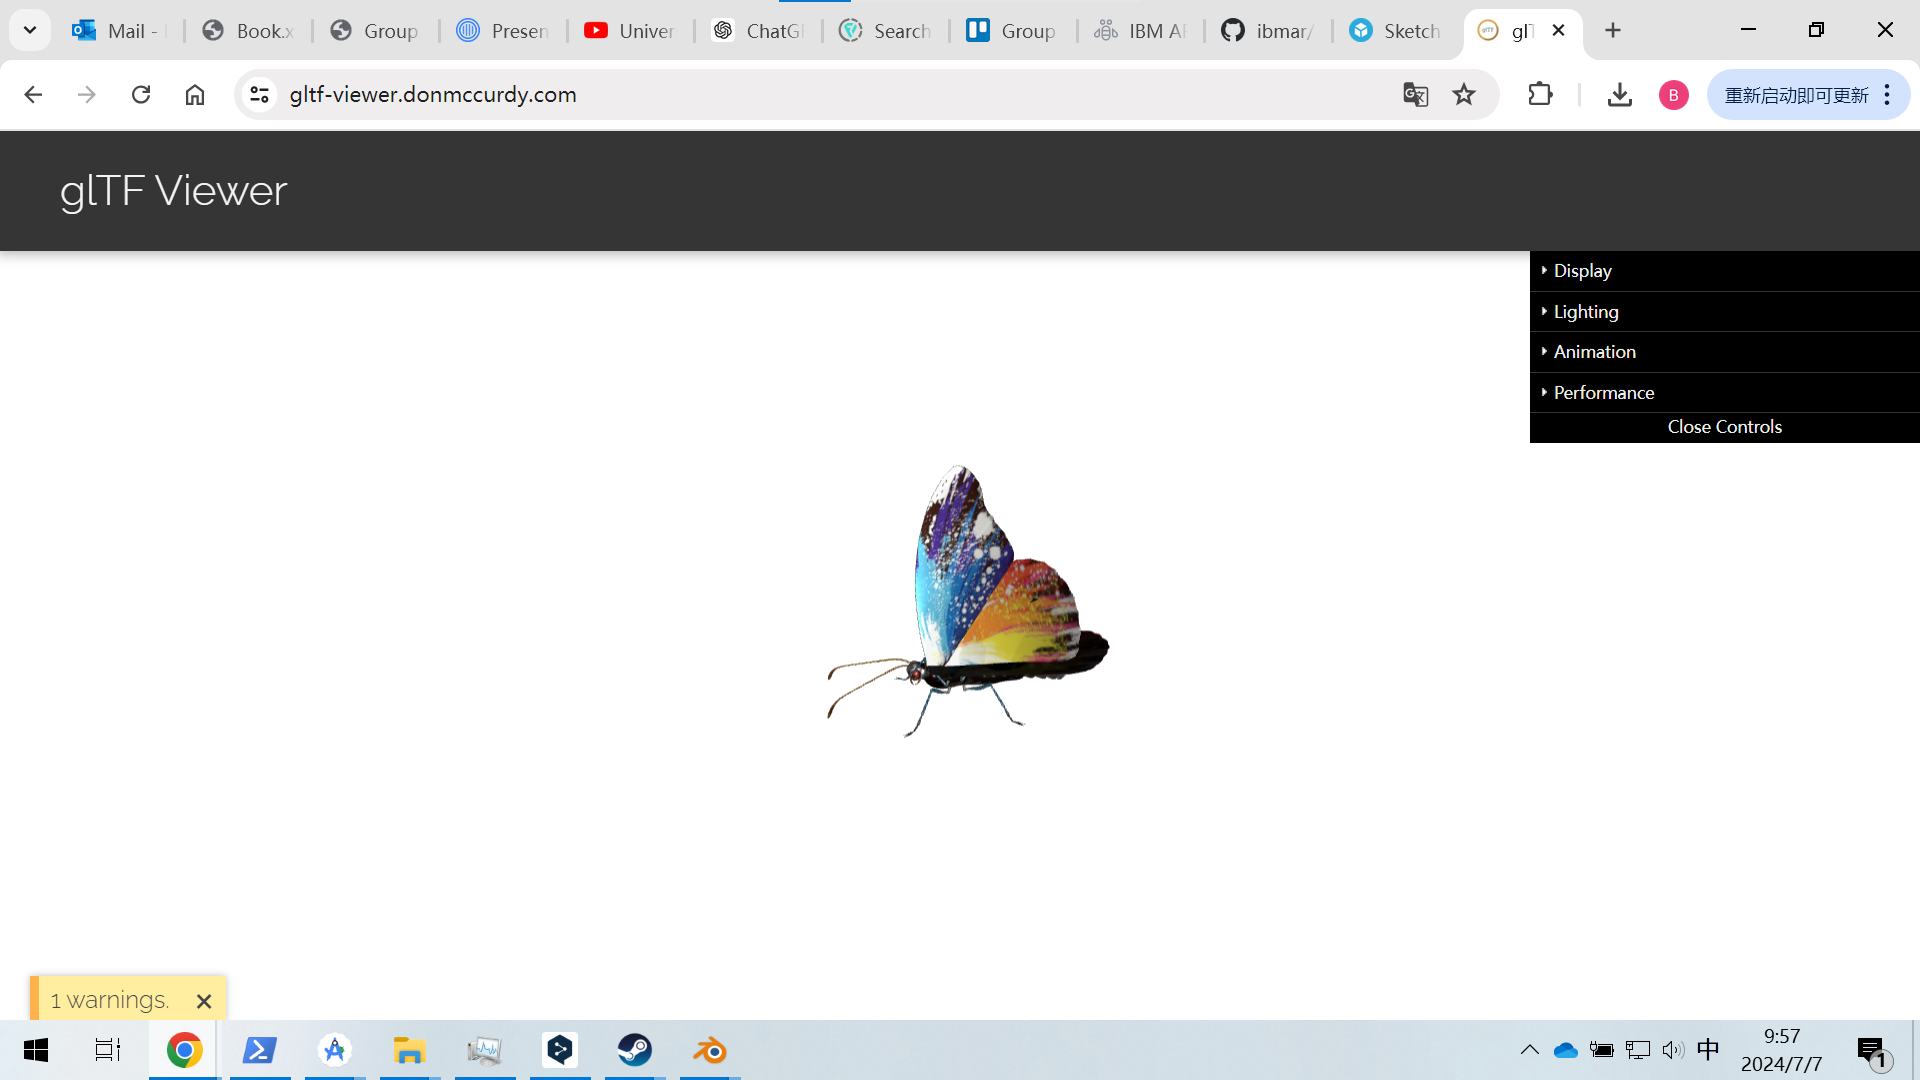 Mail -
Book.x
Group
Presen
Univer
ChatG
Search
Group
IBM A
ibmar/
Sketch
glT
gltf-viewer.donmccurdy.com
B
重新启动即可更新
glTF Viewer
Display
Lighting
Animation
Performance
Close Controls
1 warnings.
中
9:57
2024/7/7
1